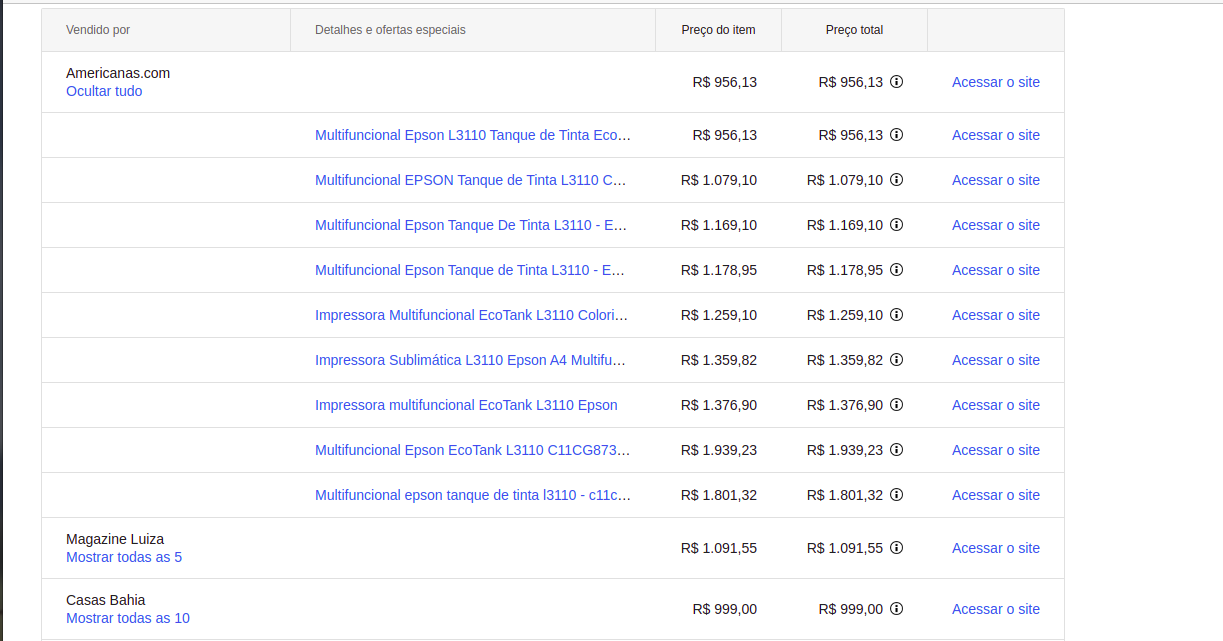 Vendido por Detalhes e ofertas especiais Preço do item Preço total
Americanas.com
Ocultar tudo
R$ 956,13 R$ 956,13 Acessar o site
Multifuncional Epson L3110 Tanque de Tinta Eco... R$ 956,13 R$ 956,13 Acessar o site
Multifuncional EPSON Tanque de Tinta L3110 C... R$ 1.079,10 R$ 1.079,10 Acessar o site
Multifuncional Epson Tanque De Tinta L3110 - E... R$ 1.169,10 R$ 1.169,10 Acessar o site
Multifuncional Epson Tanque de Tinta L3110 - E... R$ 1.178,95 R$ 1.178,95 Acessar o site
Impressora Multifuncional EcoTank L3110 Colori... R$ 1.259,10 R$ 1.259,10 Acessar o site
Impressora Sublimática L3110 Epson A4 Multifu... R$ 1.359,82 R$ 1.359,82 Acessar o site
Impressora multifuncional EcoTank L3110 Epson R$ 1.376,90 R$ 1.376,90 Acessar o site
Multifuncional Epson EcoTank L3110 C11CG873... R$ 1.939,23 R$ 1.939,23 Acessar o site
Multifuncional epson tanque de tinta l3110 - c11c... R$ 1.801,32 R$ 1.801,32 Acessar o site
Magazine Luiza
Mostrar todas as 5
R$ 1.091,55 R$ 1.091,55 Acessar o site
Casas Bahia
Mostrar todas as 10
R$ 999,00 R$ 999,00 Acessar o site